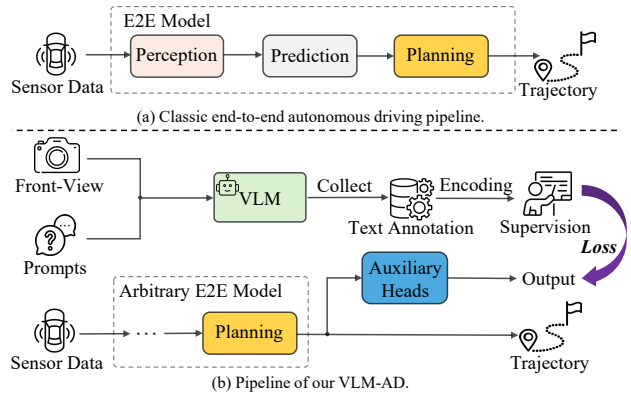 E2E Model
Perception
Prediction
Planning
Sensor Data
Trajectory
(a) Classic end-to-end autonomous driving pipeline.
Front-View
VLM
Collect
Text Annotation
Encoding
Supervision
Prompts
Loss
Auxiliary
Heads
Output
Arbitrary E2E Model
...
Planning
Sensor Data
Trajectory
(b) Pipeline of our VLM-AD.